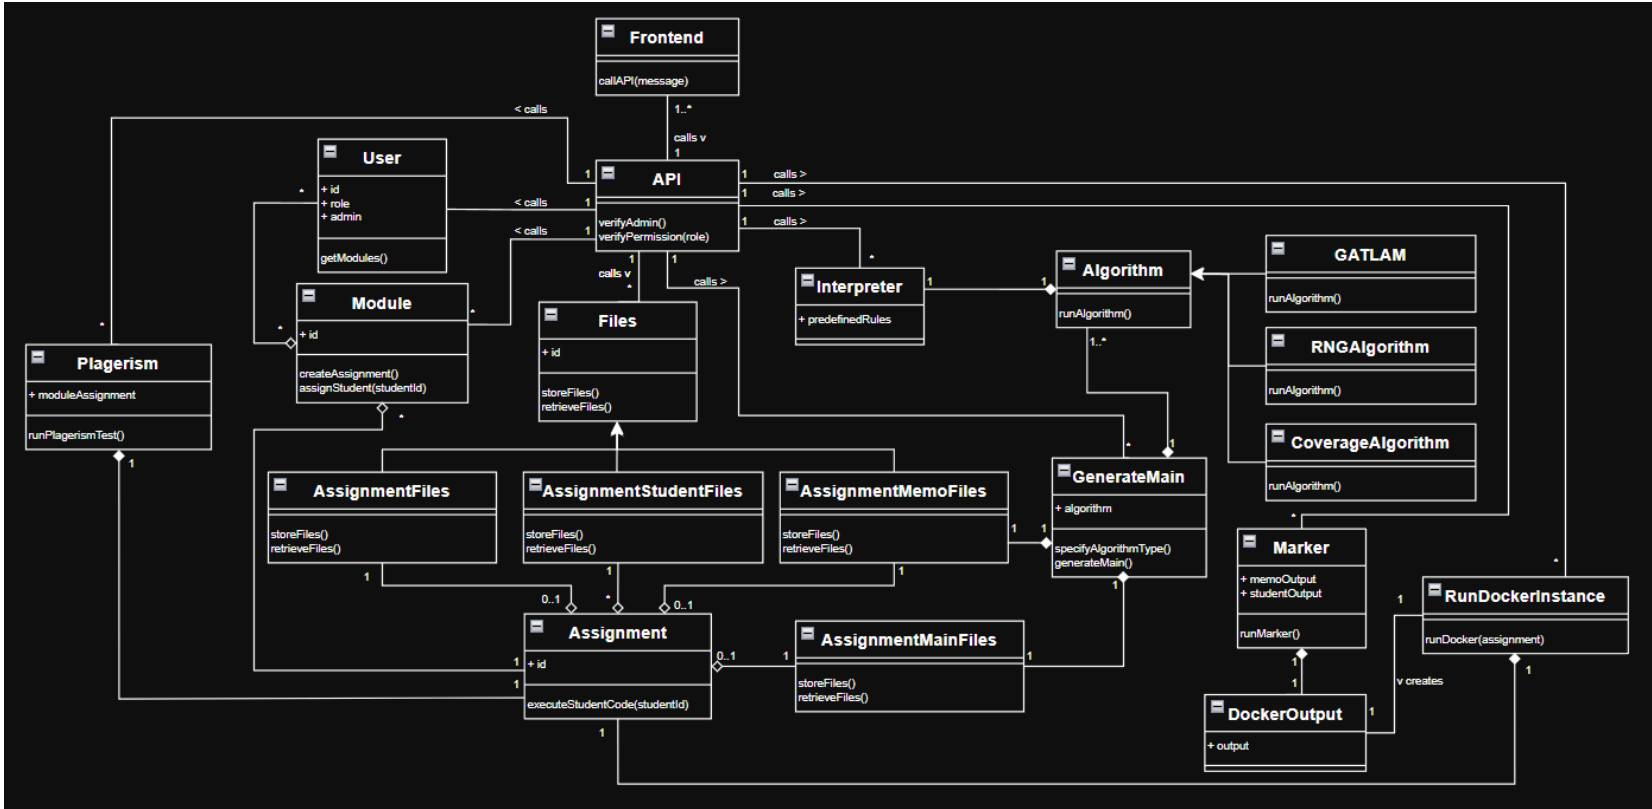 Frontend
callAPI(message)
1..*
calls v
1
< calls
User
+ id
+ role
+ admin
getModules()
*
< calls
1
1
< calls
1
API
verifyAdmin()
verifyPermission(role)
1
calls >
1
calls >
1
calls >
1
calls v
*
1
calls >
*
Module
+ id
createAssignment()
assignStudent(studentId)
*
*
*
Files
+ id
storeFiles()
retrieveFiles()
Interpreter
+ predefinedRules
1
1
Algorithm
runAlgorithm()
1..*
GATLAM
runAlgorithm()
RNGAlgorithm
runAlgorithm()
CoverageAlgorithm
runAlgorithm()
*
Plagerism
+ moduleAssignment
runPlagerismTest()
1
AssignmentFiles
storeFiles()
retrieveFiles()
1
AssignmentStudentFiles
storeFiles()
retrieveFiles()
1
AssignmentMemoFiles
storeFiles()
retrieveFiles()
1
1
1
*
1
GenerateMain
+ algorithm
specifyAlgorithmType()
generateMain()
1
*
Marker
+ memoOutput
+ studentOutput
runMarker()
1
1
*
RunDockerInstance
runDocker(assignment)
1
1
v creates
1
DockerOutput
+ output
0..1
*
0..1
Assignment
+ id
executeStudentCode(studentId)
1
1
1
0..1
1
AssignmentMainFiles
storeFiles()
retrieveFiles()
1